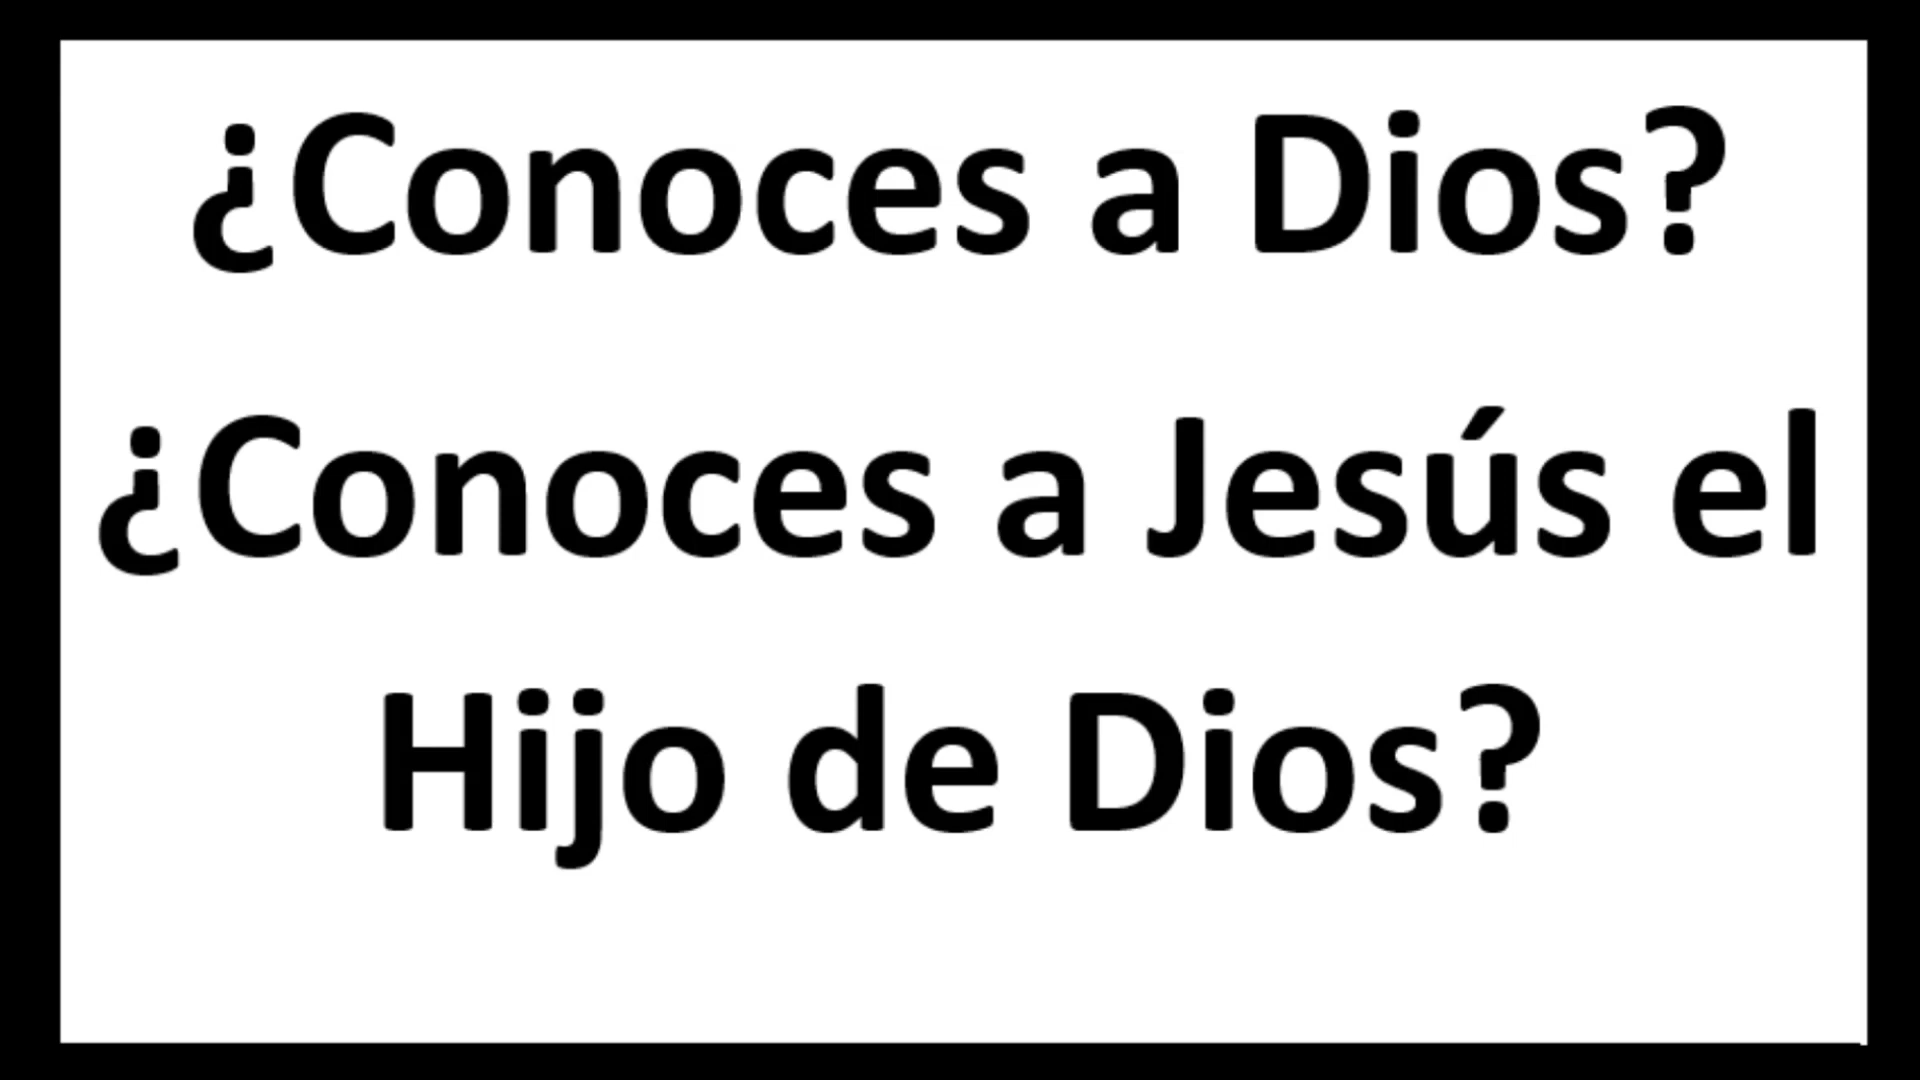 ¿Conoces a Dios?
¿Conoces a Jesús el
Hijo de Dios?